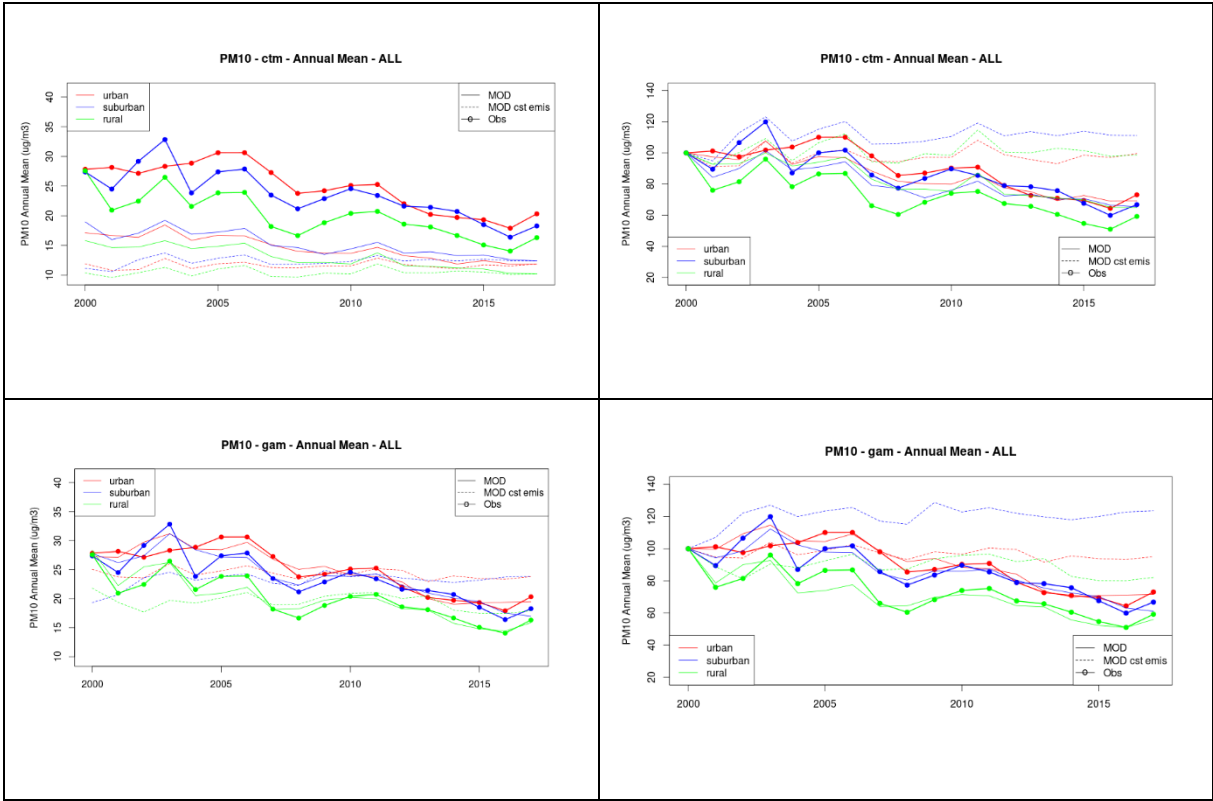 PM10 - ctm - Annual Mean - ALL
PM10 Annual Mean (ug/m3)
40
35
30
25
20
15
10
urban
suburban
rural
MOD
MOD cst emis
Obs
2000 2005 2010 2015
PM10 - ctm - Annual Mean - ALL
PM10 Annual Mean (ug/m3)
140
120
100
80
60
40
20
urban
suburban
rural
MOD
MOD cst emis
Obs
2000 2005 2010 2015
PM10 - gam - Annual Mean - ALL
PM10 Annual Mean (ug/m3)
40
35
30
25
20
15
10
urban
suburban
rural
MOD
MOD cst emis
Obs
2000 2005 2010 2015
PM10 - gam - Annual Mean - ALL
PM10 Annual Mean (ug/m3)
140
120
100
80
60
40
20
urban
suburban
rural
MOD
MOD cst emis
Obs
2000 2005 2010 2015